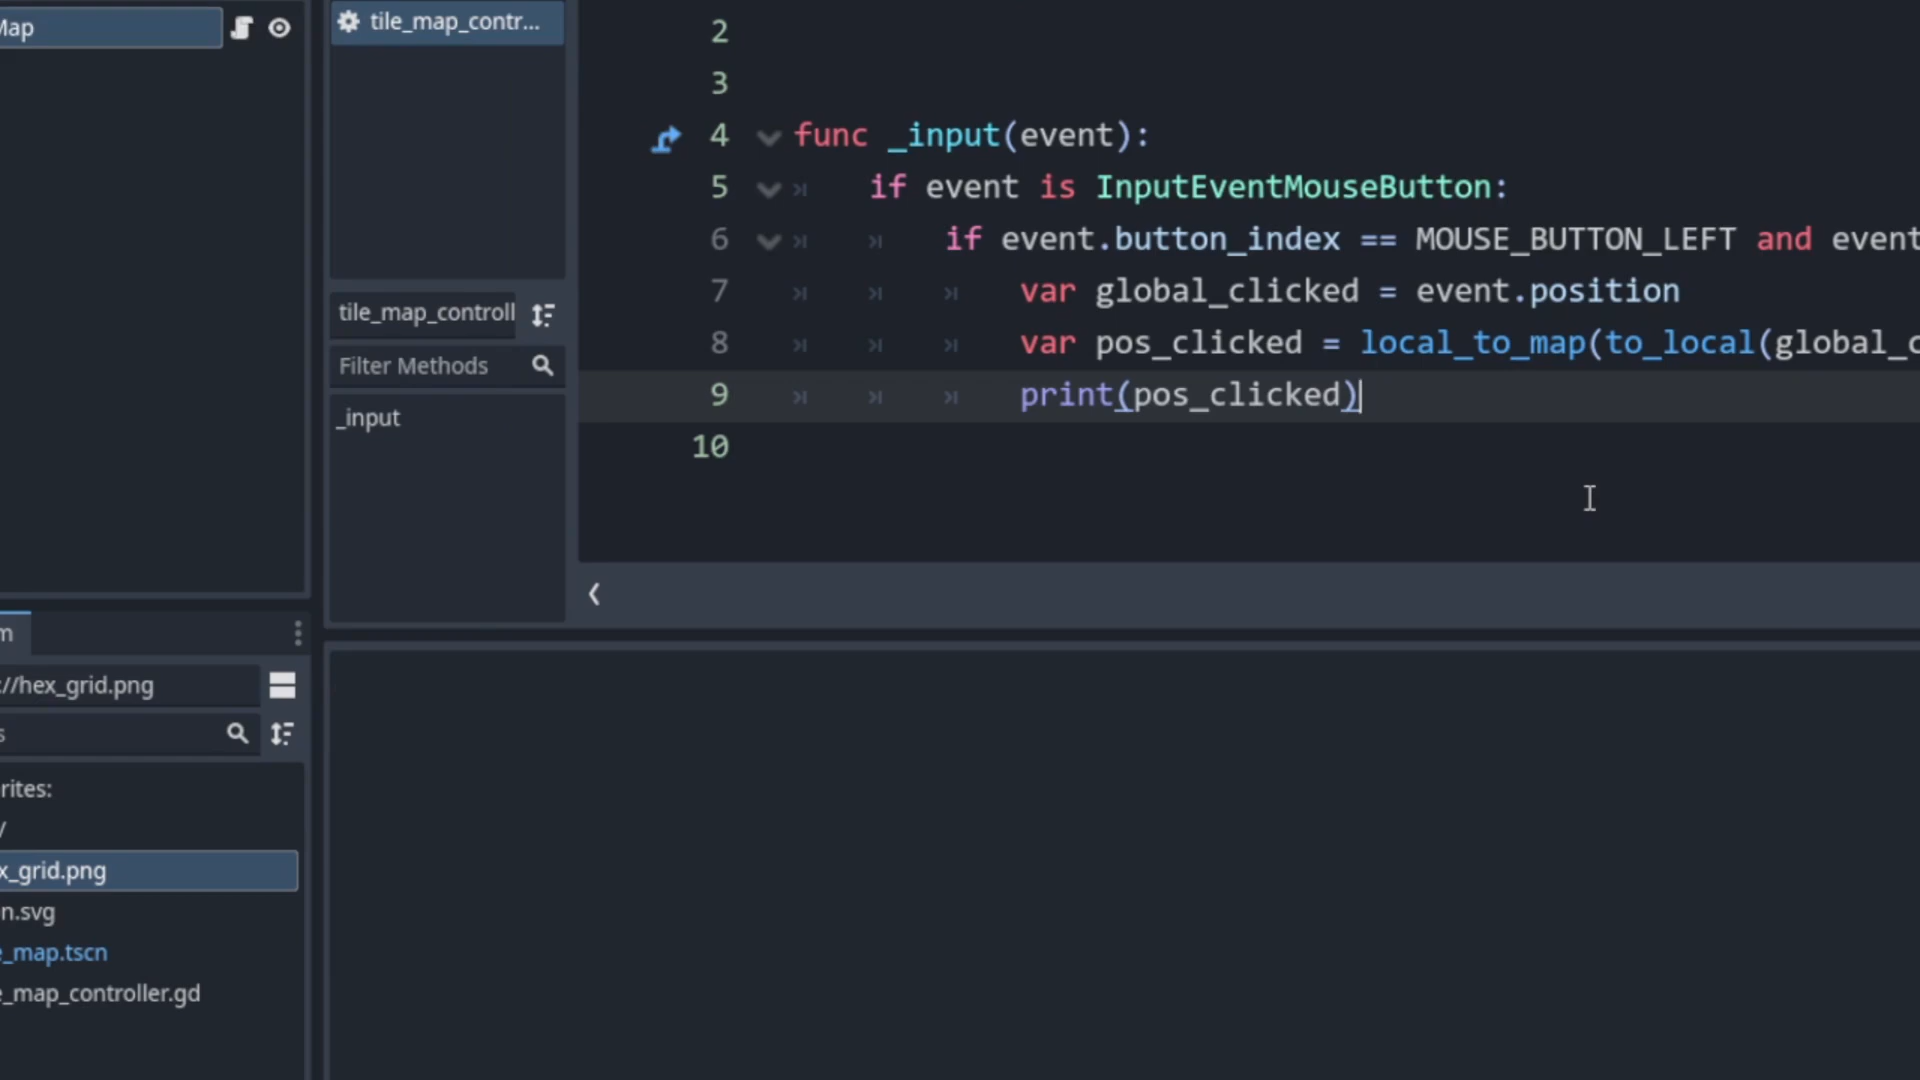 Map
tile_map_contr...
tile_map_controll
Filter Methods
_input
2
3
4 func _input(event):
5 if event is InputEventMouseButton:
6 if event.button_index == MOUSE_BUTTON_LEFT and event
7 var global_clicked = event.position
8 var pos_clicked = local_to_map(to_local(global_c
9 print(pos_clicked)
10
m
://hex_grid.png
s
rites:
/
x_grid.png
n.svg
e_map.tscn
e_map_controller.gd